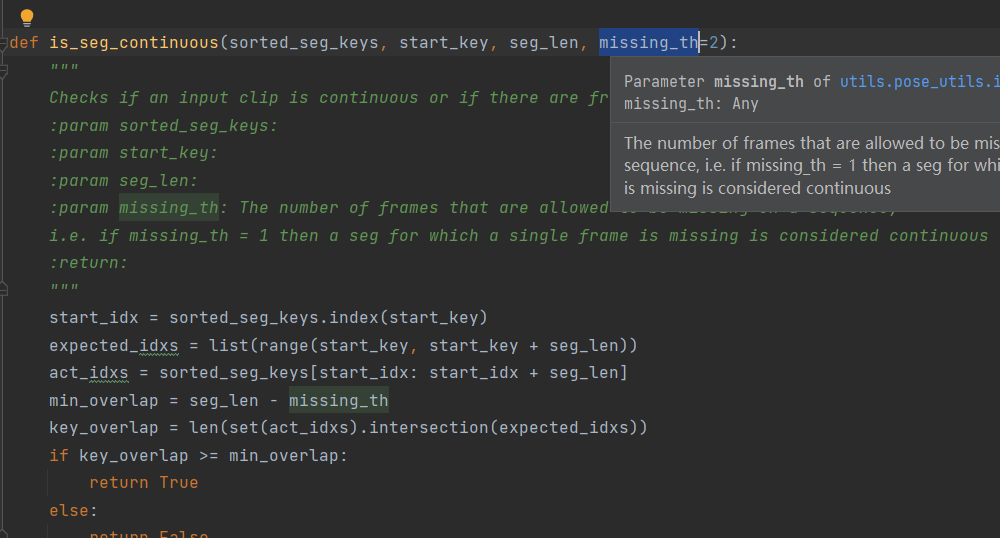 def is_seg_continuous(sorted_seg_keys, start_key, seg_len, missing_th=2):
"""
Checks if an input clip is continuous or if there are
:param sorted_seg_keys:
:param start_key:
:param seg_len:
:param missing_th: The number of frames that are allowed
i.e. if missing_th = 1 then a seg for which a single frame is missing is considered continuous
:return:
"""
start_idx = sorted_seg_keys.index(start_key)
expected_idxs = list(range(start_key, start_key + seg_len))
act_idxs = sorted_seg_keys[start_idx: start_idx + seg_len]
min_overlap = seg_len - missing_th
key_overlap = len(set(act_idxs).intersection(expected_idxs))
if key_overlap >= min_overlap:
return True
else:
return False
Parameter missing_th of utils.pose_utils.i
missing_th: Any
The number of frames that are allowed to be mis
sequence, i.e. if missing_th = 1 then a seg for whi
is missing is considered continuous